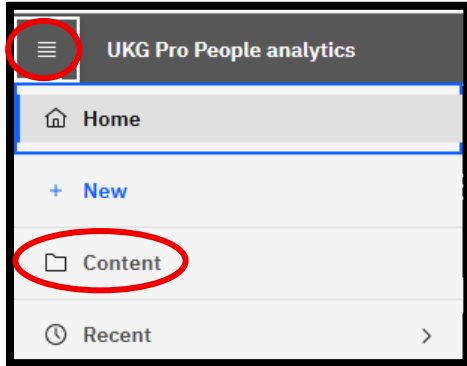 UKG Pro People analytics
Home
+ New
Content
Recent